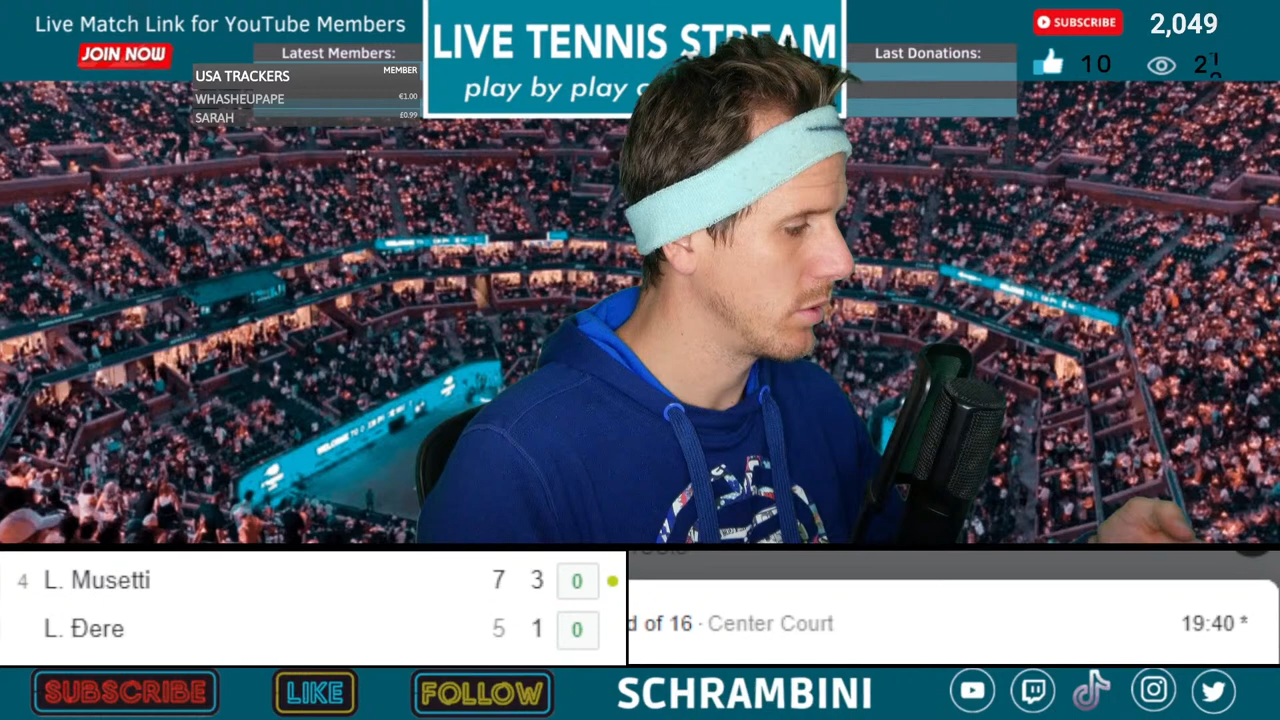 Live Match Link for YouTube Members
JOIN NOW
Latest Members:
USA TRACKERS MEMBER
WHASHEUPAPE €1.00
SARAH £0.99
LIVE TENNIS STREAM
play by play
Last Donations:
SUBSCRIBE 2,049
10
4 L. Musetti 7 3 0
L. Đere 5 1 0
d of 16 · Center Court 19:40 *
SUBSCRIBE
LIKE
FOLLOW
SCHRAMBINI